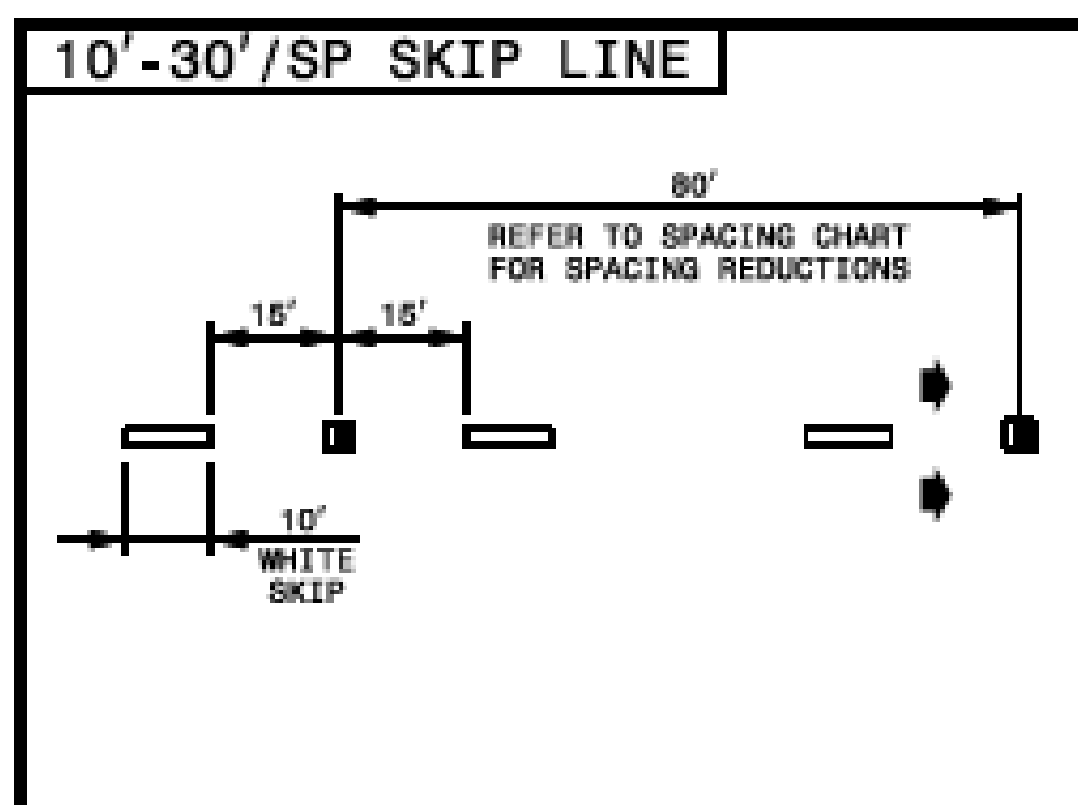 10'-30'/SP SKIP LINE
80'
REFER TO SPACING CHART
FOR SPACING REDUCTIONS
15'
15'
10'
WHITE
SKIP